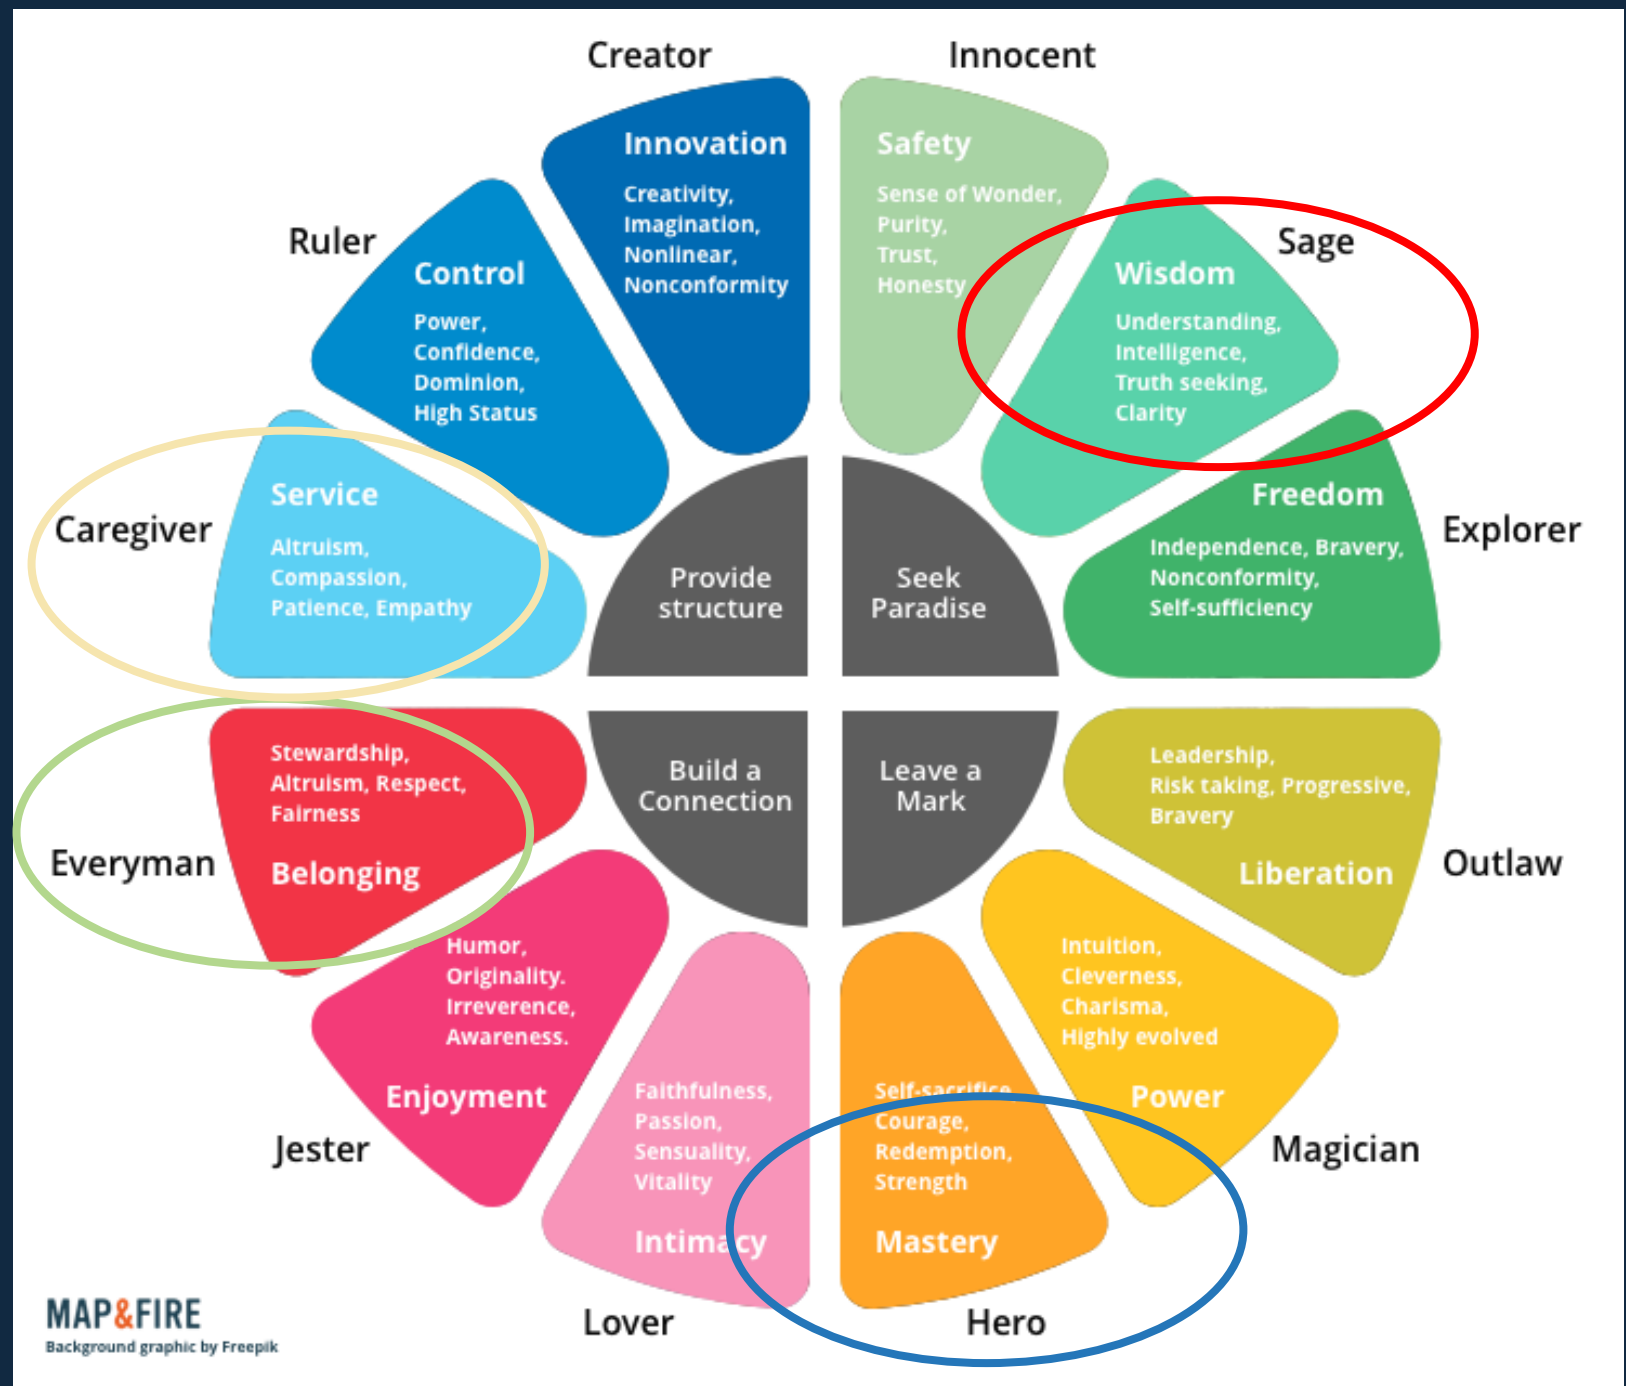 Creator
Innocent
Innovation
Creativity,
Imagination,
Nonlinear,
Nonconformity
Safety
Sense of Wonder,
Purity,
Trust,
Honesty
Ruler
Control
Power,
Confidence,
Dominion,
High Status
Sage
Wisdom
Understanding,
Intelligence,
Truth seeking,
Clarity
Caregiver
Service
Altruism,
Compassion,
Patience, Empathy
Explorer
Freedom
Independence, Bravery,
Nonconformity,
Self-sufficiency
Provide
structure
Seek
Paradise
Build a
Connection
Leave a
Mark
Everyman
Stewardship,
Altruism, Respect,
Fairness
Belonging
Outlaw
Leadership,
Risk taking, Progressive,
Bravery
Liberation
Jester
Humor,
Originality.
Irreverence,
Awareness.
Enjoyment
Magician
Intuition,
Cleverness,
Charisma,
Highly evolved
Power
Lover
Faithfulness,
Passion,
Sensuality,
Vitality
Intimacy
Hero
Self-sacrifice
Courage,
Redemption,
Strength
Mastery
MAP&FIRE
Background graphic by Freepik